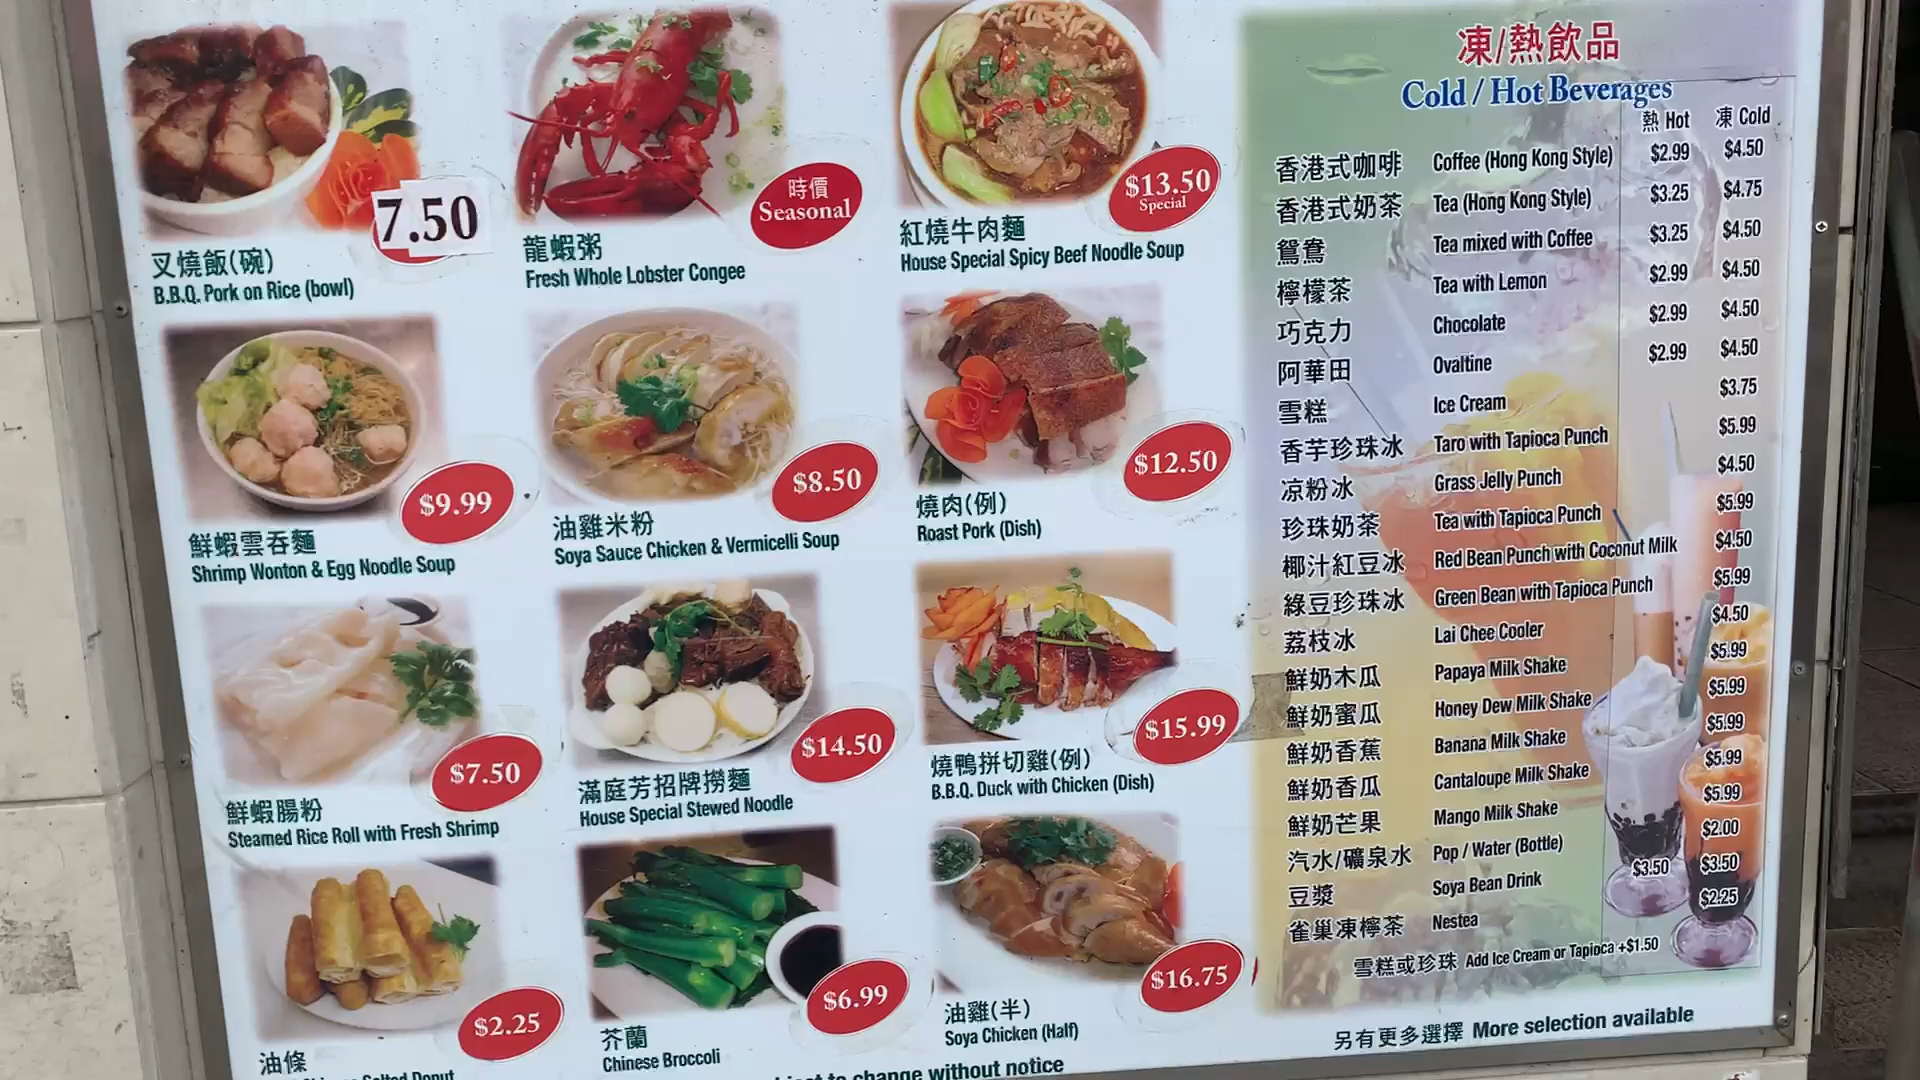 7.50
叉燒飯(碗)
B.B.Q. Pork on Rice (bowl)
時價
Seasonal
龍蝦粥
Fresh Whole Lobster Congee
$13.50
Special
紅燒牛肉麵
House Special Spicy Beef Noodle Soup
$9.99
鮮蝦雲吞麵
Shrimp Wonton & Egg Noodle Soup
$8.50
油雞米粉
Soya Sauce Chicken & Vermicelli Soup
$12.50
燒肉(例)
Roast Pork (Dish)
$7.50
鮮蝦腸粉
Steamed Rice Roll with Fresh Shrimp
$14.50
滿庭芳招牌撈麵
House Special Stewed Noodle
$15.99
燒鴨拼切雞(例)
B.B.Q. Duck with Chicken (Dish)
$2.25
油條
Salted Donut
$6.99
芥蘭
Chinese Broccoli
$16.75
油雞(半)
Soya Chicken (Half)
to change without notice
凍/熱飲品
Cold / Hot Beverages
熱 Hot 凍 Cold
香港式咖啡 Coffee (Hong Kong Style) $2.99 $4.50
香港式奶茶 Tea (Hong Kong Style) $3.25 $4.75
鴛鴦 Tea mixed with Coffee $3.25 $4.50
檸檬茶 Tea with Lemon $2.99 $4.50
巧克力 Chocolate $2.99 $4.50
阿華田 Ovaltine $2.99 $4.50
雪糕 Ice Cream $3.75
香芋珍珠冰 Taro with Tapioca Punch $5.99
凉粉冰 Grass Jelly Punch $4.50
珍珠奶茶 Tea with Tapioca Punch $5.99
椰汁紅豆冰 Red Bean Punch with Coconut Milk $4.50
綠豆珍珠冰 Green Bean with Tapioca Punch $5.99
荔枝冰 Lai Chee Cooler $4.50
鮮奶木瓜 Papaya Milk Shake $5.99
鮮奶蜜瓜 Honey Dew Milk Shake $5.99
鮮奶香蕉 Banana Milk Shake $5.99
鮮奶香瓜 Cantaloupe Milk Shake $5.99
鮮奶芒果 Mango Milk Shake $5.99
汽水/礦泉水 Pop / Water (Bottle) $2.00
豆漿 Soya Bean Drink $3.50 $3.50
雀巢凍檸茶 Nestea $2.25
雪糕或珍珠 Add Ice Cream or Tapioca +$1.50
另有更多選擇 More selection available